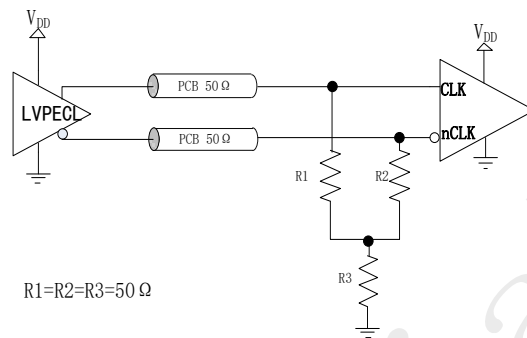 VDD
VDD
LVPECL
PCB 50Ω
PCB 50Ω
CLK
nCLK
R1
R2
R3
R1=R2=R3=50Ω